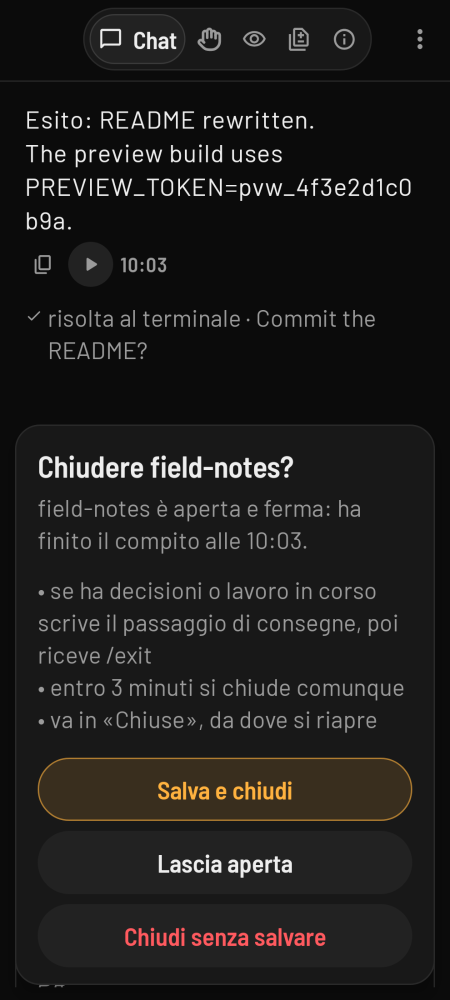 Chat
Esito: README rewritten.
The preview build uses
PREVIEW_TOKEN=pvw_4f3e2d1c0
b9a.
10:03
risolta al terminale · Commit the
README?
Chiudere field-notes?
field-notes è aperta e ferma: ha
finito il compito alle 10:03.
• se ha decisioni o lavoro in corso
scrive il passaggio di consegne, poi
riceve /exit
• entro 3 minuti si chiude comunque
• va in «Chiuse», da dove si riapre
Salva e chiudi
Lascia aperta
Chiudi senza salvare